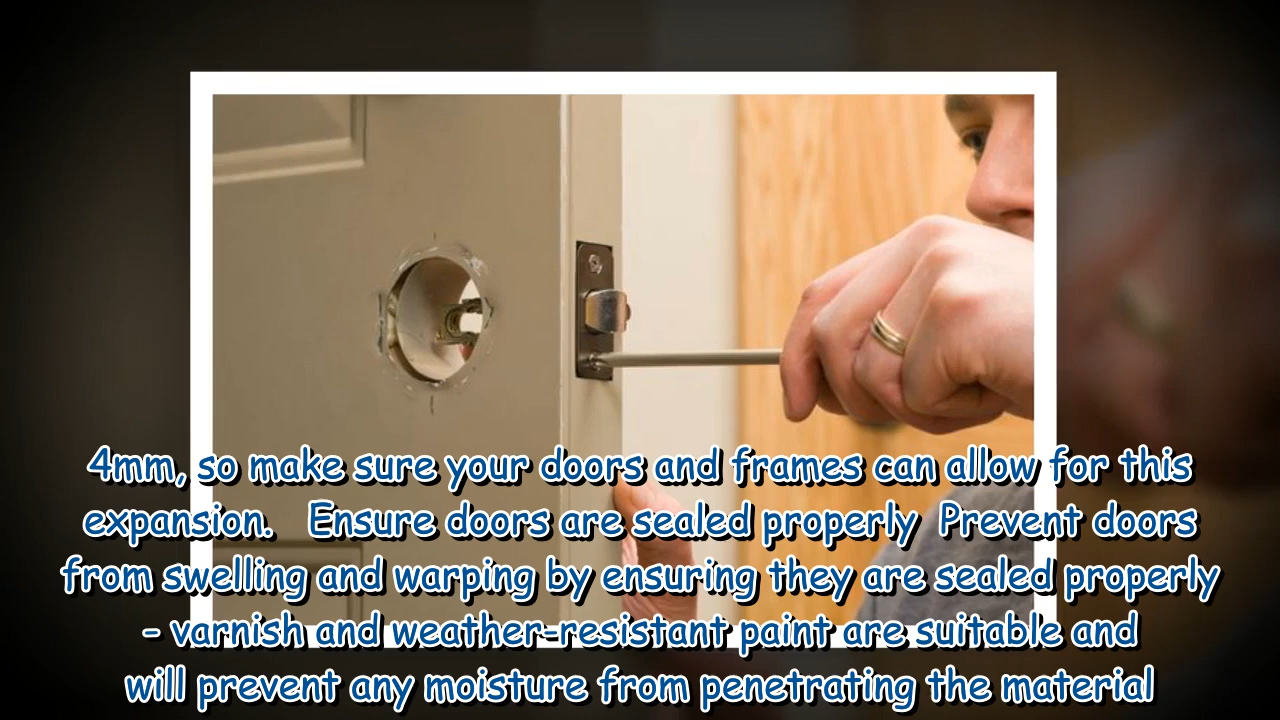 4mm, so make sure your doors and frames can allow for this
expansion.   Ensure doors are sealed properly  Prevent doors
from swelling and warping by ensuring they are sealed properly
- varnish and weather-resistant paint are suitable and
will prevent any moisture from penetrating the material